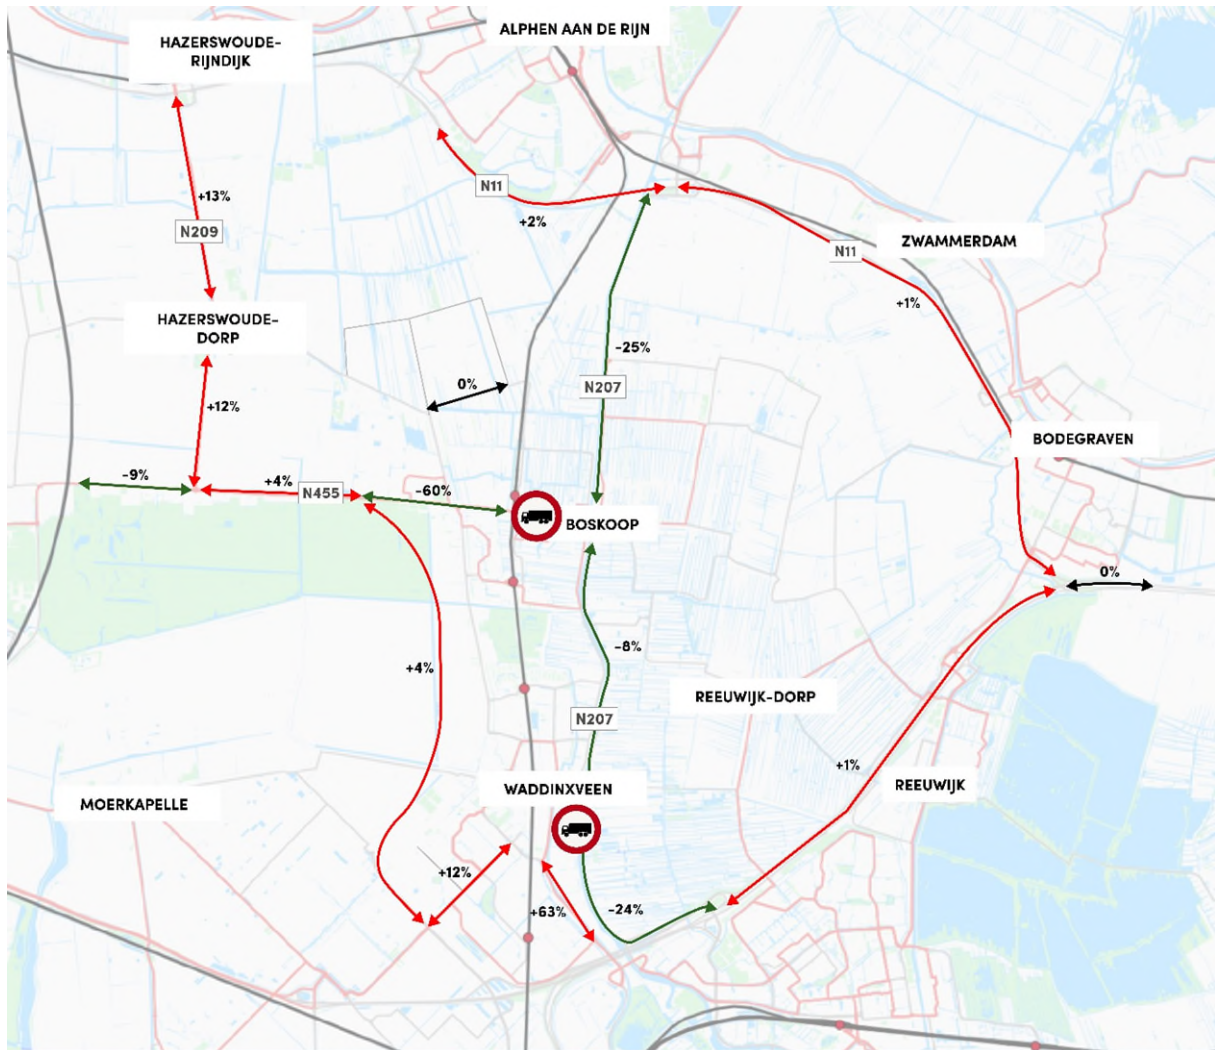 ALPHEN AAN DE RIJN
HAZERSWOUDE-
RIJNDIJK
N11
+13%
+2%
N209
ZWAMMERDAM
N11
+1%
HAZERSWOUDE-
DORP
-25%
0%
N207
+12%
BODEGRAVEN
-9%
+4%
N455
-60%
BOSKOOP
0%
-8%
+4%
REEUWIJK-DORP
N207
+1%
REEUWIJK
WADDINXVEEN
MOERKAPELLE
+12%
+63%
-24%